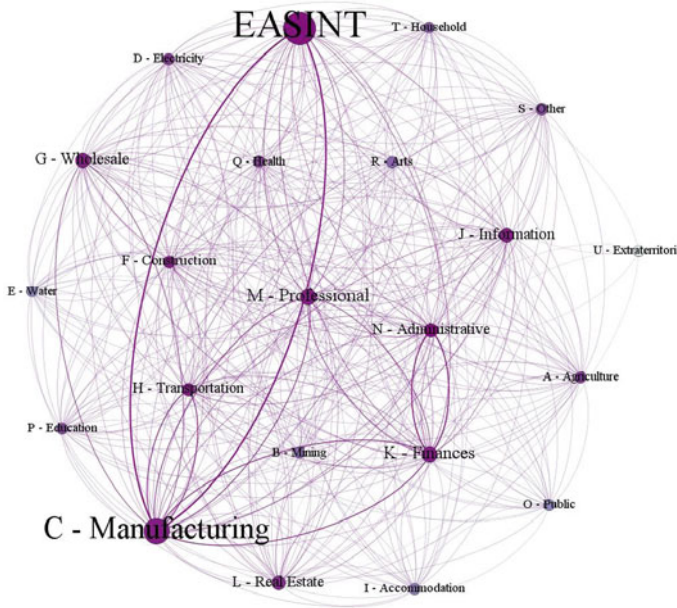 EASINT
T - Household
D - Electricity
S - Other
G - Wholesale
Q - Health
R - Arts
J - Information
U - Extraterritori
F - Construction
E - Water
M - Professional
N - Administrative
A - Agriculture
H - Transportation
P - Education
B - Mining
K - Finances
O - Public
C - Manufacturing
L - Real Estate
I - Accommodation